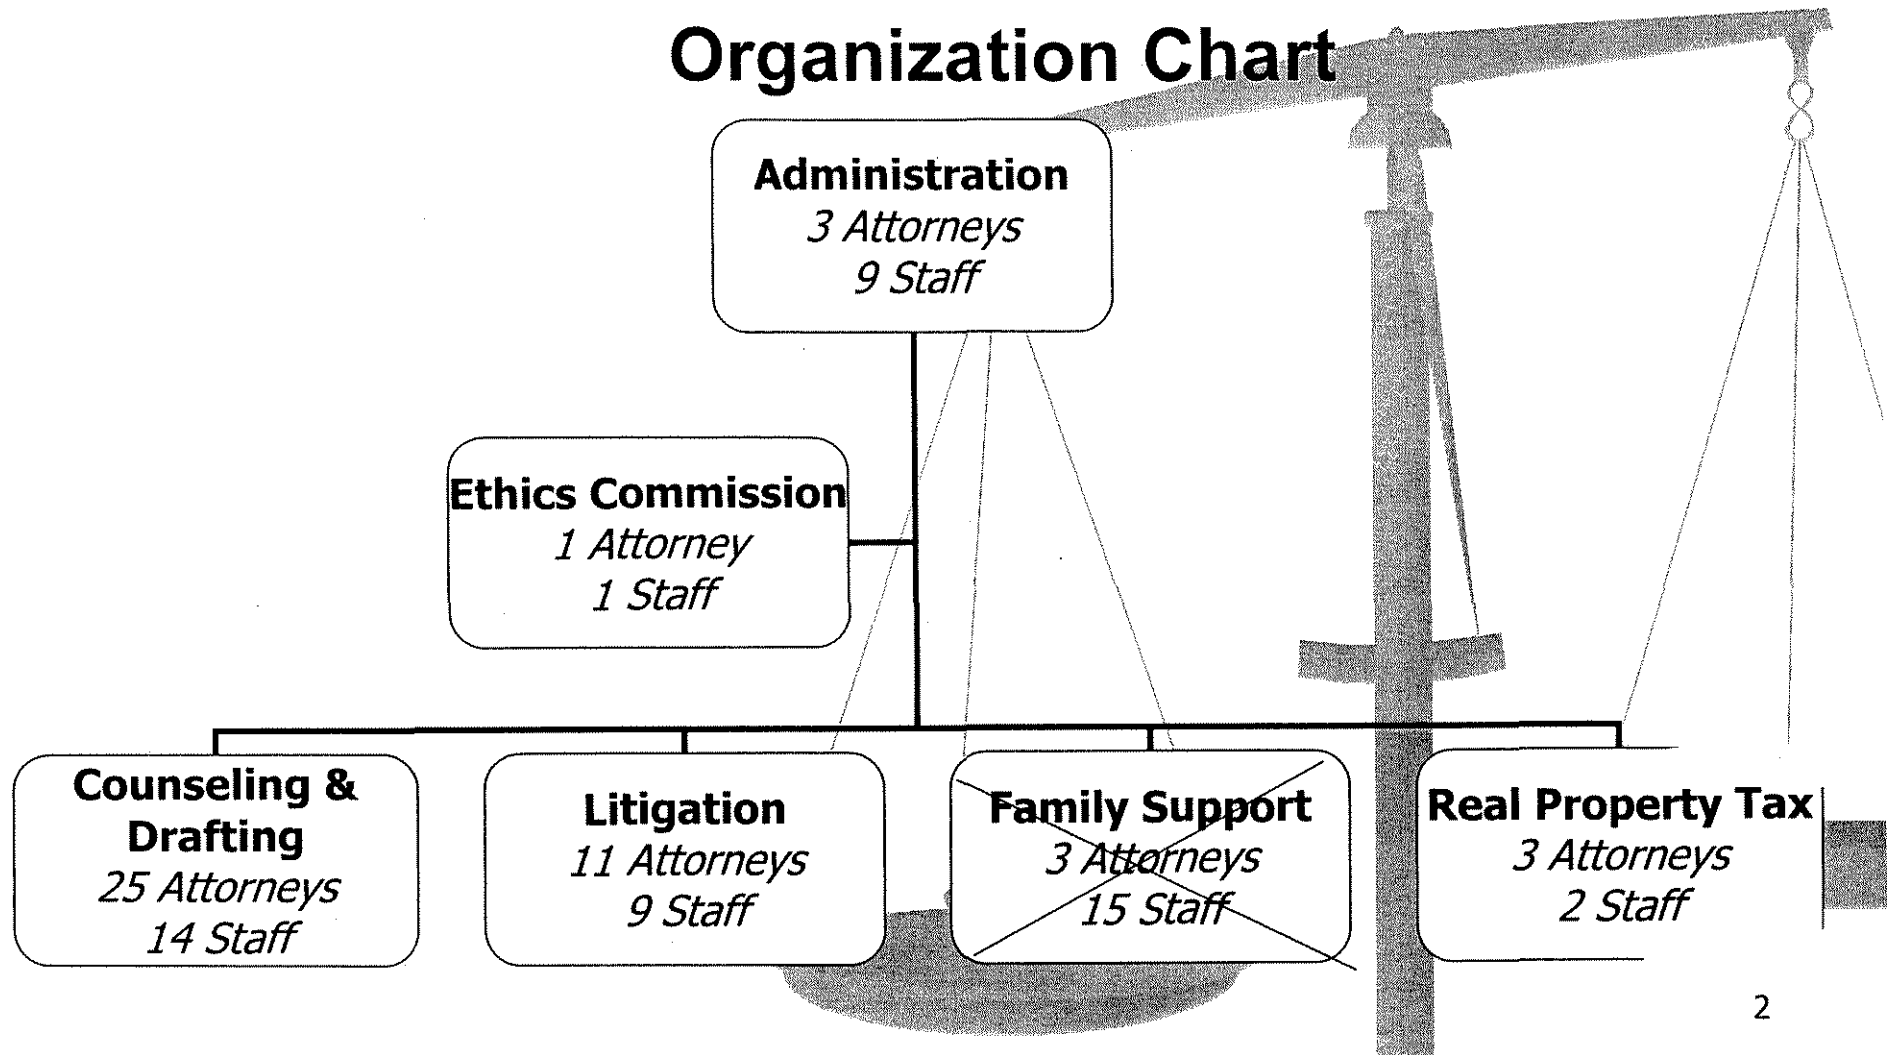 Organization Chart
Administration
3 Attorneys
9 Staff
Ethics Commission
1 Attorney
1 Staff
Counseling &
Drafting
25 Attorneys
14 Staff
Litigation
11 Attorneys
9 Staff
Family Support
3 Attorneys
15 Staff
Real Property Tax
3 Attorneys
2 Staff
2